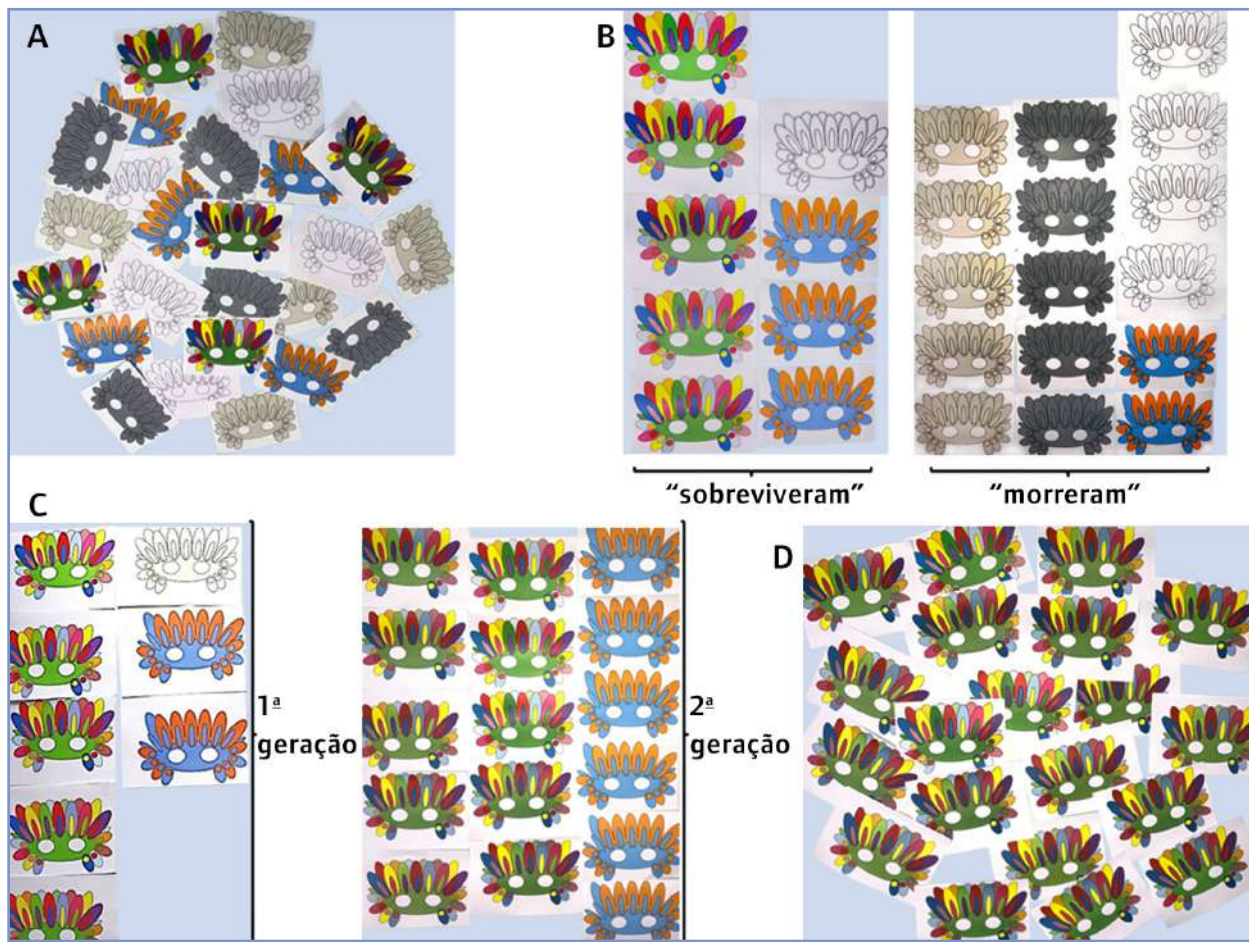 A
B
"sobreviveram"
"morreram"
C
1ª
geração
2ª
geração
D